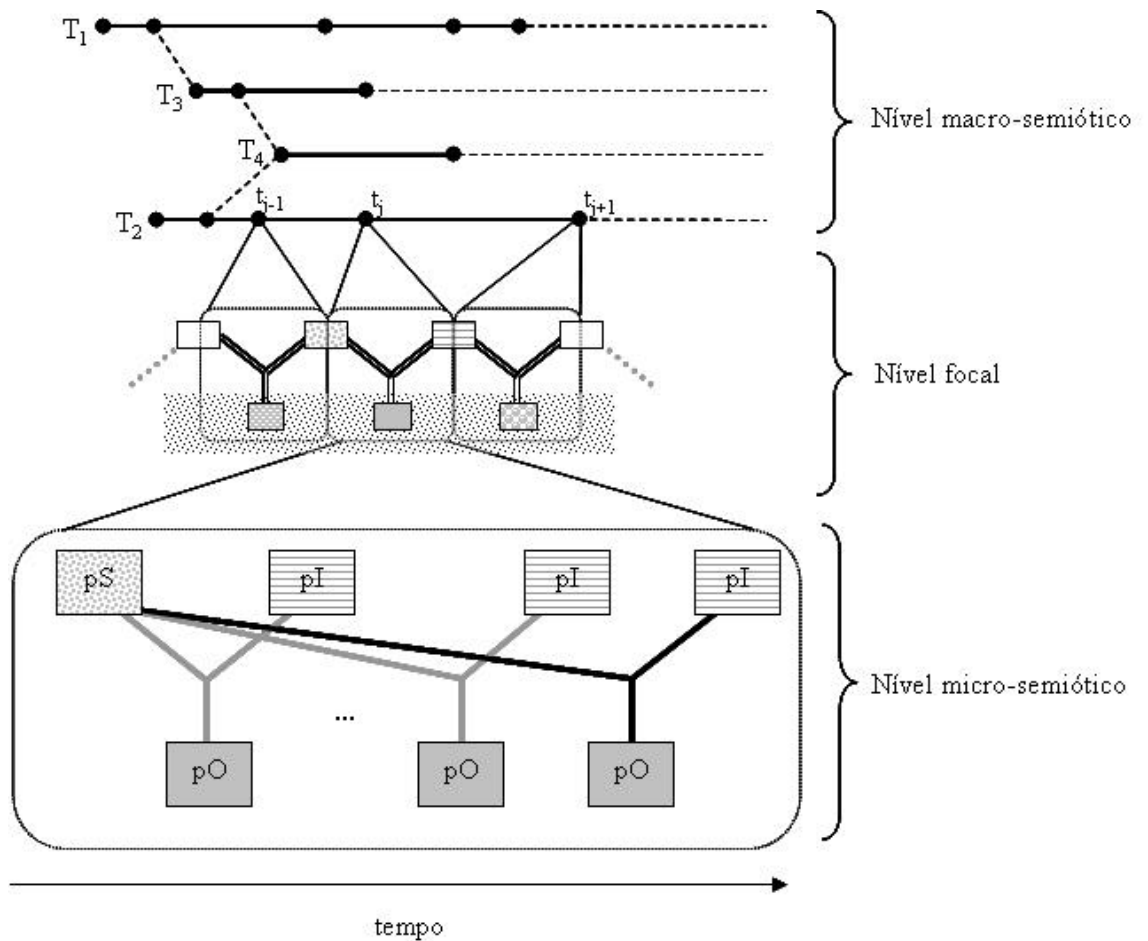 T1
T3
Nível macro-semiótico
T4
T2
tj-1
tj
tj+1
Nível focal
pS
pI
pI
pI
Nível micro-semiótico
...
pO
pO
pO
tempo